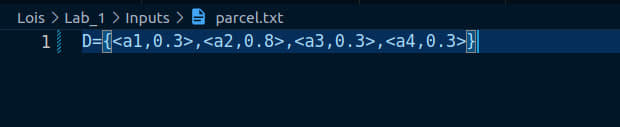 Lois > Lab_1 > Inputs > parcel.txt
1 D={<a1,0.3>,<a2,0.8>,<a3,0.3>,<a4,0.3>}